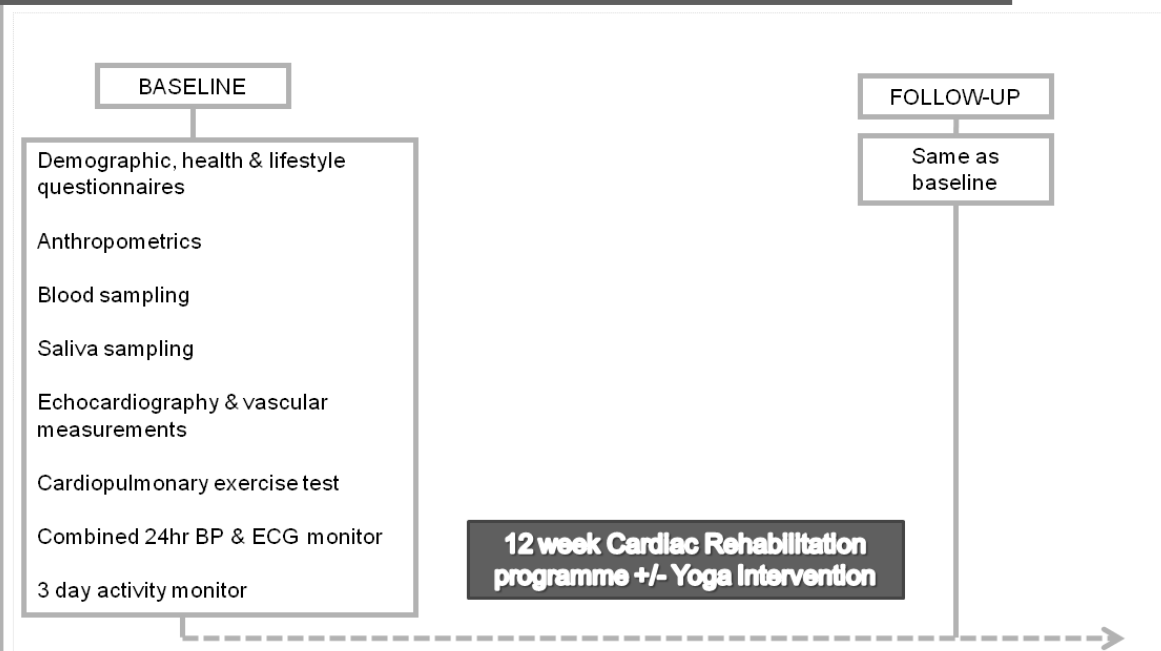 BASELINE
Demographic, health & lifestyle
questionnaires
Anthropometrics
Blood sampling
Saliva sampling
Echocardiography & vascular
measurements
Cardiopulmonary exercise test
Combined 24hr BP & ECG monitor
3 day activity monitor
12 week Cardiac Rehabilitation
programme +/- Yoga Intervention
FOLLOW-UP
Same as
baseline